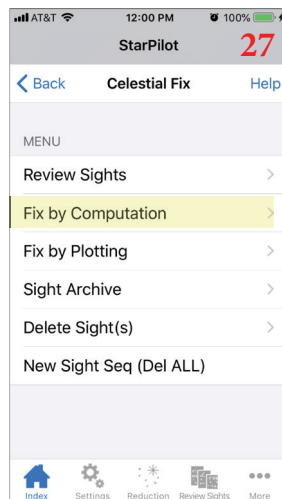 AT&T 12:00 PM 100%
StarPilot 27
Back Celestial Fix Help
MENU
Review Sights
Fix by Computation
Fix by Plotting
Sight Archive
Delete Sight(s)
New Sight Seq (Del ALL)
Index Settings Reduction Review Sights More